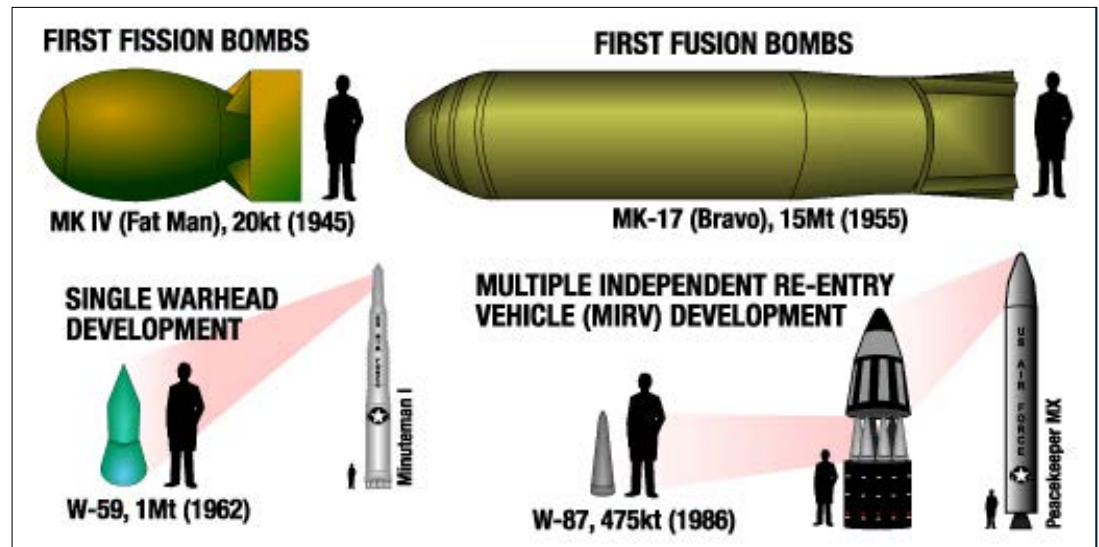 FIRST FISSION BOMBS
FIRST FUSION BOMBS
MK IV (Fat Man), 20kt (1945)
MK-17 (Bravo), 15Mt (1955)
SINGLE WARHEAD
DEVELOPMENT
Minuteman I
W-59, 1Mt (1962)
MULTIPLE INDEPENDENT RE-ENTRY
VEHICLE (MIRV) DEVELOPMENT
US AIR FORCE
Peacekeeper MX
W-87, 475kt (1986)